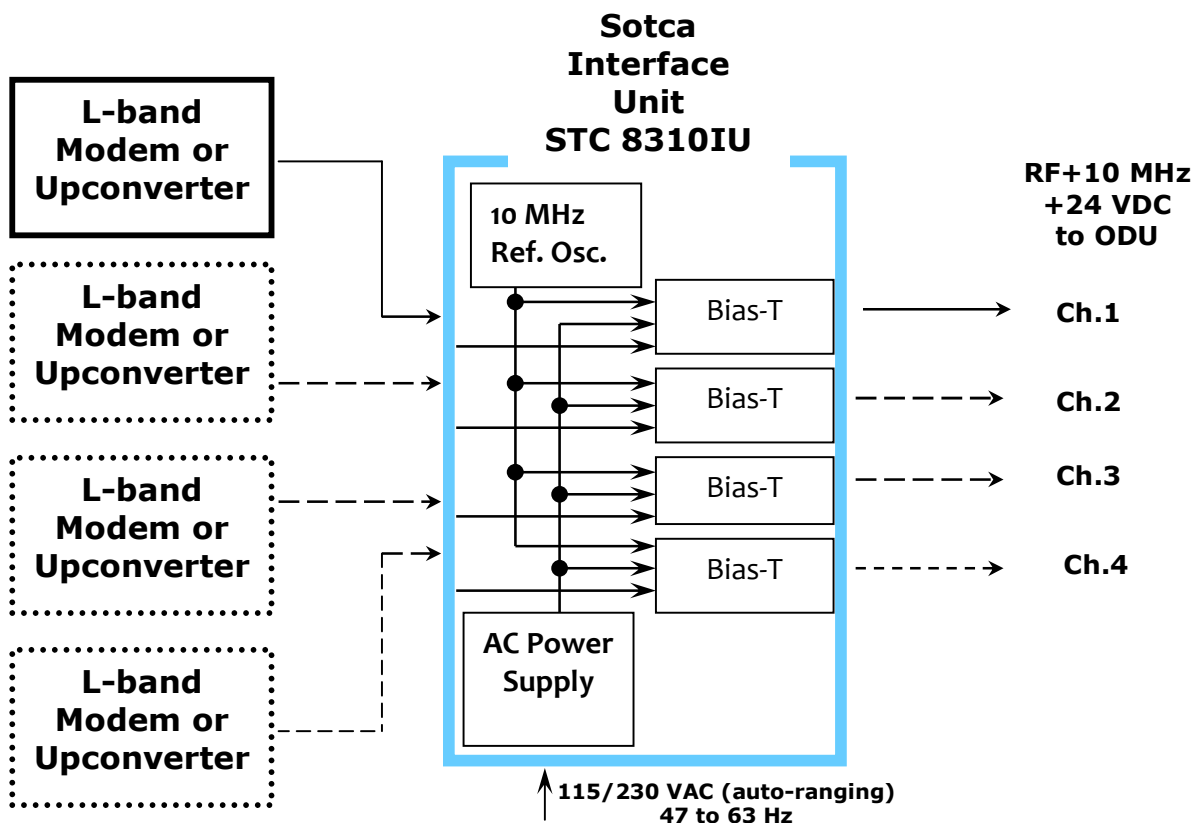 Sotca
Interface
Unit
STC 8310IU
L-band
Modem or
Upconverter
L-band
Modem or
Upconverter
L-band
Modem or
Upconverter
L-band
Modem or
Upconverter
10 MHz
Ref. Osc.
Bias-T
Bias-T
Bias-T
Bias-T
AC Power
Supply
RF+10 MHz
+24 VDC
to ODU
Ch.1
Ch.2
Ch.3
Ch.4
115/230 VAC (auto-ranging)
47 to 63 Hz